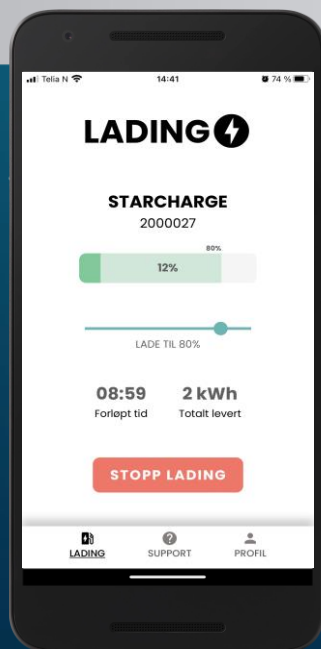 Telia N 14:41 74 %
LADING
STARCHARGE
2000027
80%
12%
LADE TIL 80%
08:59 2 kWh
Forløpt tid Totalt levert
STOPP LADING
LADING SUPPORT PROFIL